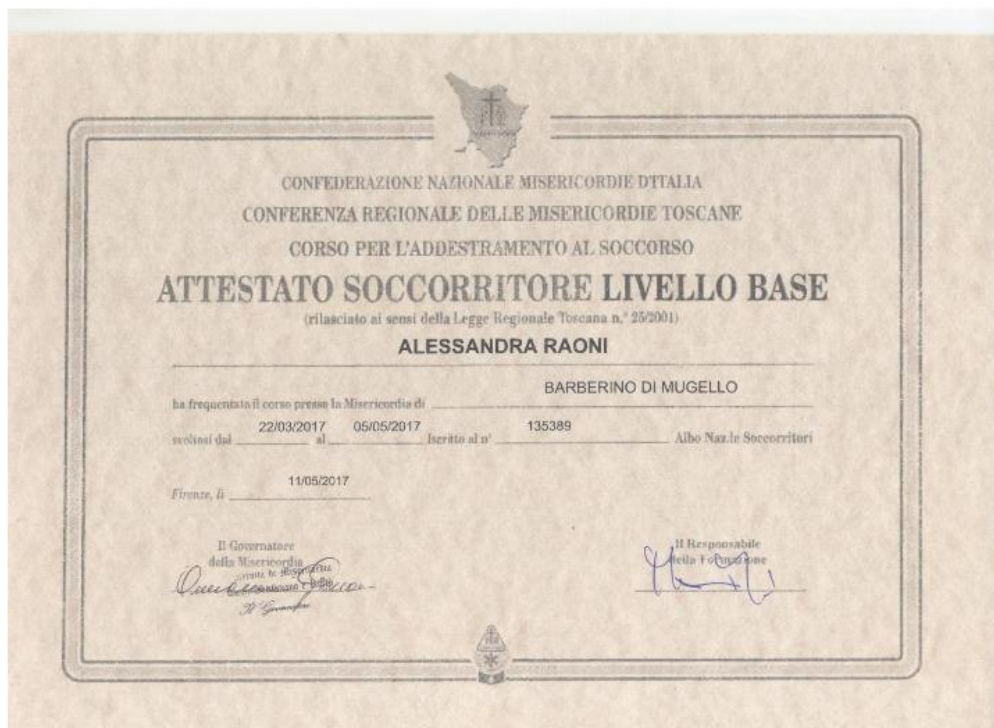 CONFEDERAZIONE NAZIONALE MISERICORDIE D'ITALIA
CONFERENZA REGIONALE DELLE MISERICORDIE TOSCANE
CORSO PER L'ADDESTRAMENTO AL SOCCORSO
ATTESTATO SOCCORRITORE LIVELLO BASE
(rilasciato ai sensi della Legge Regionale Toscana n.° 25/2001)
ALESSANDRA RAONI
ha frequentato il corso presso la Misericordia di BARBERINO DI MUGELLO
svoltosi dal 22/03/2017 al 05/05/2017 Iscritto al n° 135389 Albo Naz.le Soccorritori
Firenze, lì 11/05/2017
Il Governatore
della Misericordia
Il Governatore
Il Responsabile
della Formazione